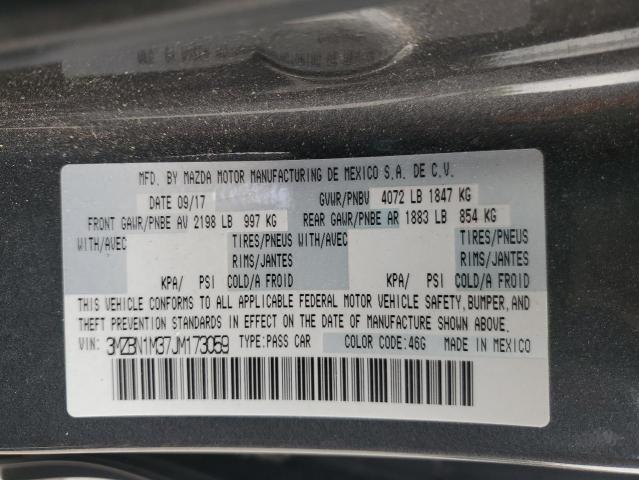 MFD. BY MAZDA MOTOR MANUFACTURING DE MEXICO S.A. DE C.V.
DATE 09/17 GVWR/PNBV 4072 LB 1847 KG
FRONT GAWR/PNBE AV 2198 LB 997 KG REAR GAWR/PNBE AR 1883 LB 854 KG
WITH/AVEC TIRES/PNEUS WITH/AVEC TIRES/PNEUS
RIMS/JANTES RIMS/JANTES
KPA/ PSI COLD/A FROID KPA/ PSI COLD/A FROID
THIS VEHICLE CONFORMS TO ALL APPLICABLE FEDERAL MOTOR VEHICLE SAFETY, BUMPER, AND
THEFT PREVENTION STANDARDS IN EFFECT ON THE DATE OF MANUFACTURE SHOWN ABOVE.
VIN: 3MZBN1M37JM173059 TYPE:PASS CAR COLOR CODE:46G MADE IN MEXICO